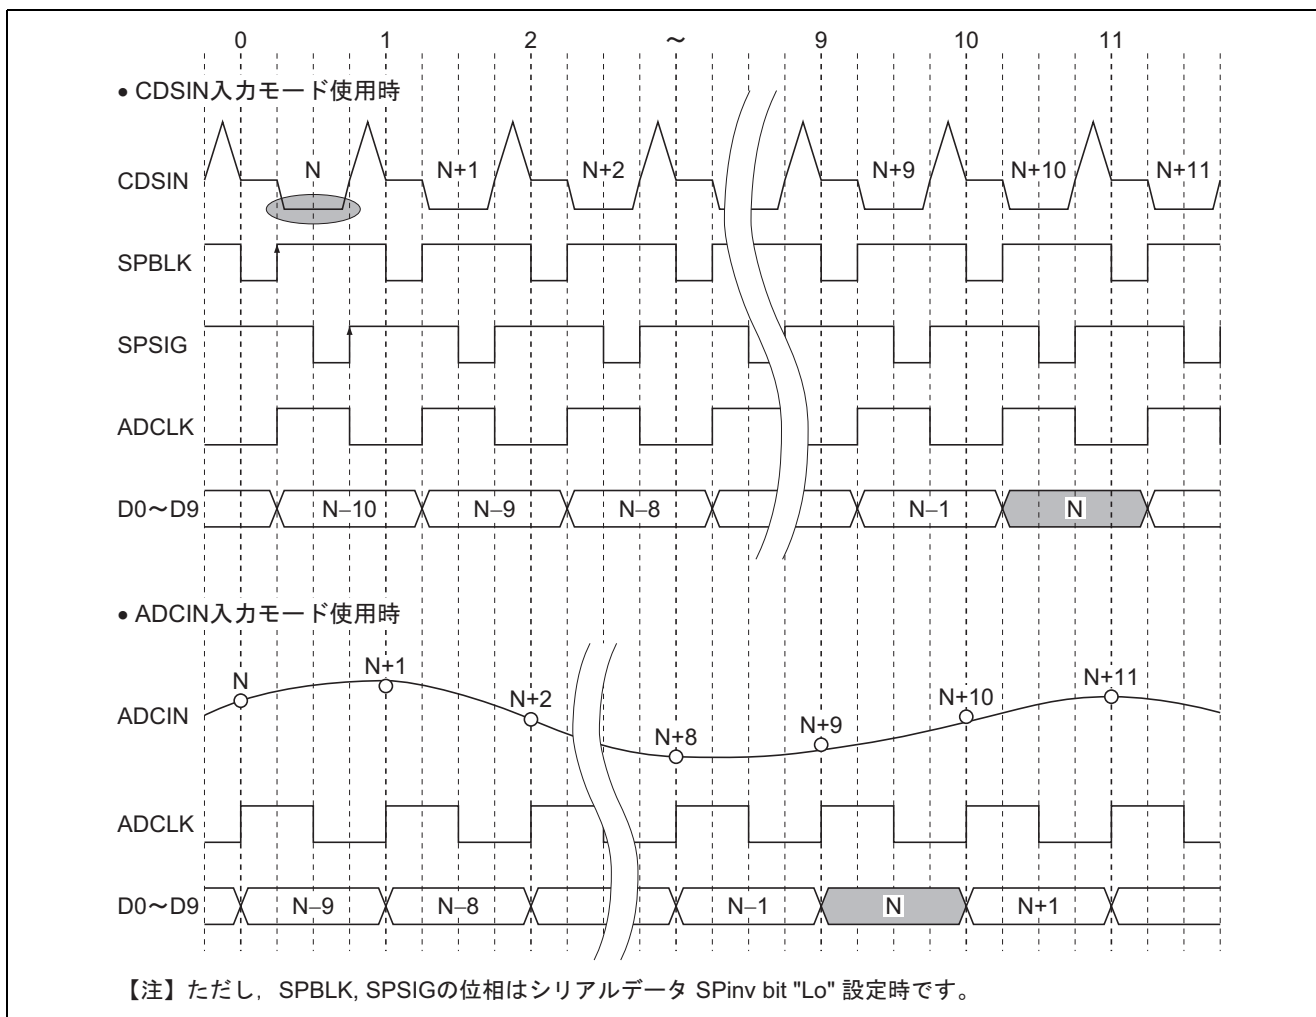 0 1 2 ～ 9 10 11
• CDSIN入力モード使用時
CDSIN N N+1 N+2 N+9 N+10 N+11
SPBLK
SPSIG
ADCLK
D0～D9 N–10 N–9 N–8 N–1 N
• ADCIN入力モード使用時
ADCIN N N+1 N+2 N+8 N+9 N+10 N+11
ADCLK
D0～D9 N–9 N–8 N–1 N N+1
【注】ただし，SPBLK, SPSIGの位相はシリアルデータ SPinv bit "Lo" 設定時です。